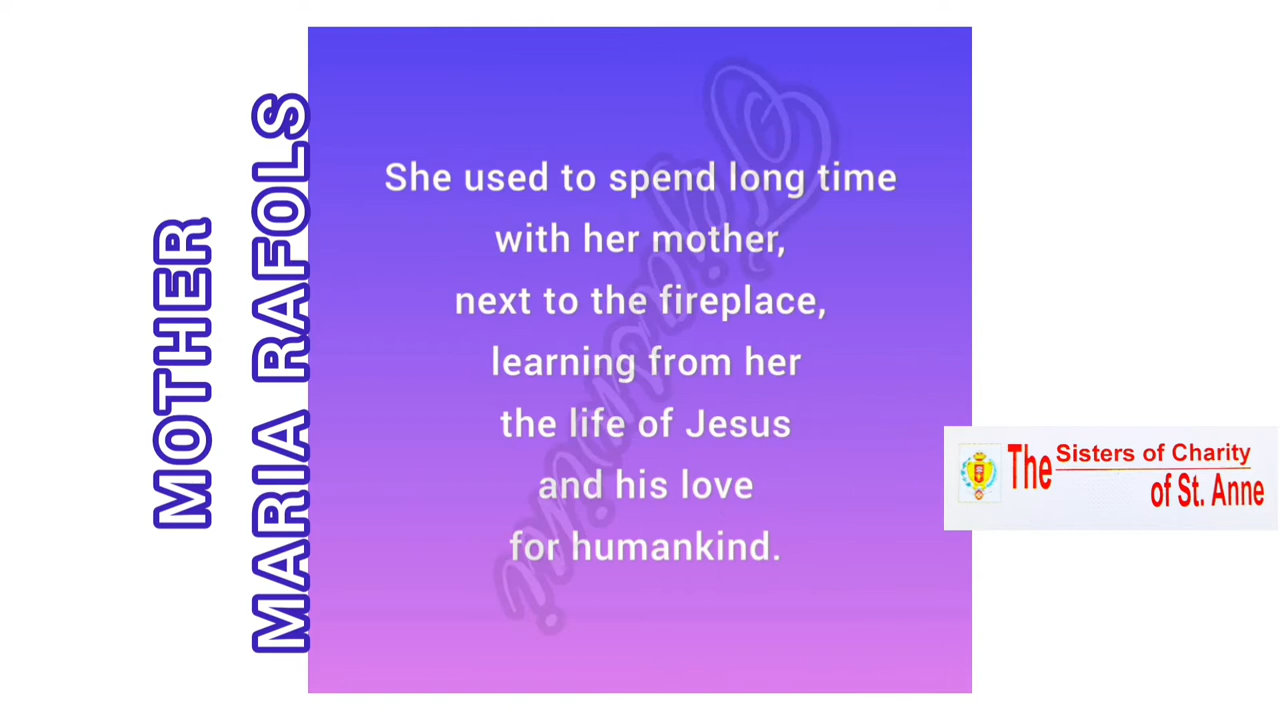 MOTHER
MARIA RAFOLS
She used to spend long time
with her mother,
next to the fireplace,
learning from her
the life of Jesus
and his love
for humankind.
The Sisters of Charity
of St. Anne